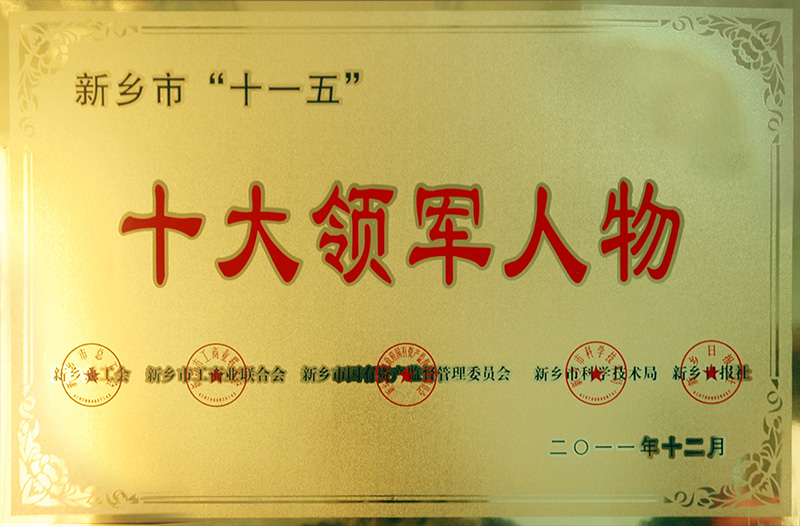 新乡市“十一五”
十大领军人物
新乡总工会 新乡市工商业联合会 新乡市国有资产监督管理委员会 新乡市科学技术局 新乡日报社
二〇一一年十二月